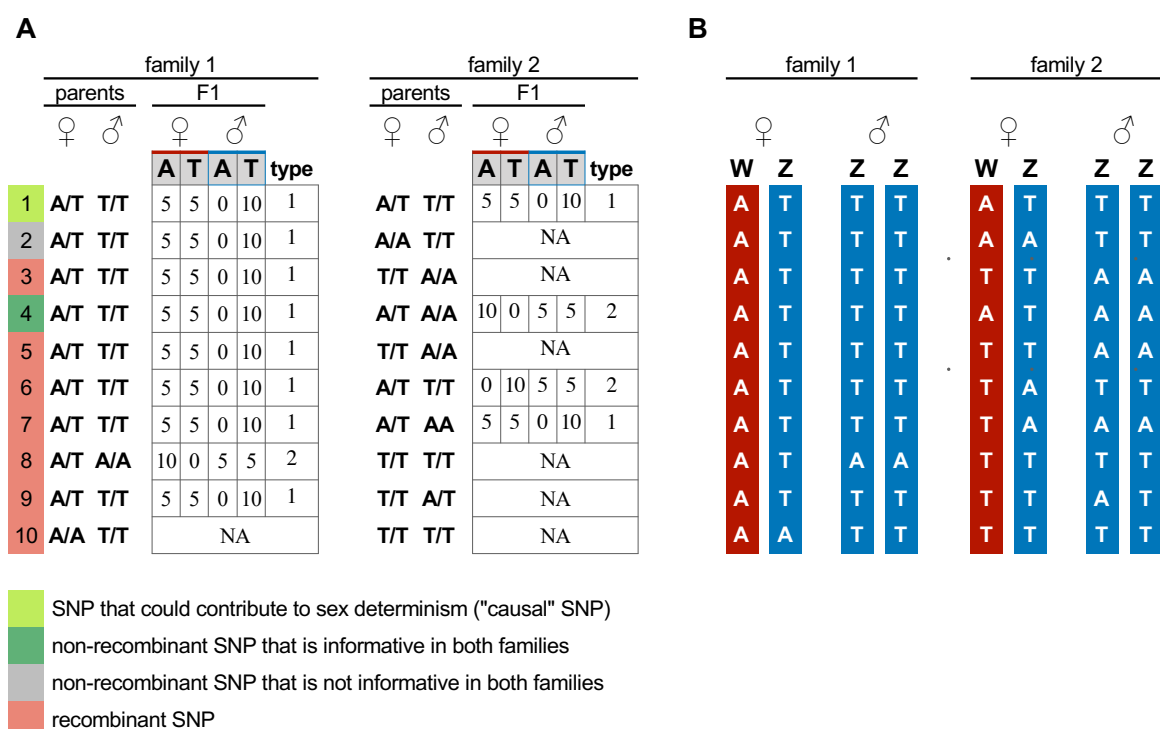 A
B
family 1 family 2
family 1 family 2
parents F1 parents F1
♀ ♂ ♀ ♂ ♀ ♂ ♀ ♂
♀ ♂ ♀ ♂
A T A T type A T A T type
W Z Z Z W Z Z Z
1 A/T T/T 5 5 0 10 1 A/T T/T 5 5 0 10 1 A T T T A T T T
2 A/T T/T 5 5 0 10 1 A/A T/T NA A T T T A A T T
3 A/T T/T 5 5 0 10 1 T/T A/A NA A T T T T T A A
4 A/T T/T 5 5 0 10 1 A/T A/A 10 0 5 5 2 A T T T A T A A
5 A/T T/T 5 5 0 10 1 T/T A/A NA A T T T T T A A
6 A/T T/T 5 5 0 10 1 A/T T/T 0 10 5 5 2 A T T T T A T T
7 A/T T/T 5 5 0 10 1 A/T AA 5 5 0 10 1 A T T T T A A A
8 A/T A/A 10 0 5 5 2 T/T T/T NA A T A A T T T T
9 A/T T/T 5 5 0 10 1 T/T A/T NA A T T T T T A T
10 A/A T/T NA T/T T/T NA A A T T T T T T
SNP that could contribute to sex determinism ("causal" SNP)
non-recombinant SNP that is informative in both families
non-recombinant SNP that is not informative in both families
recombinant SNP